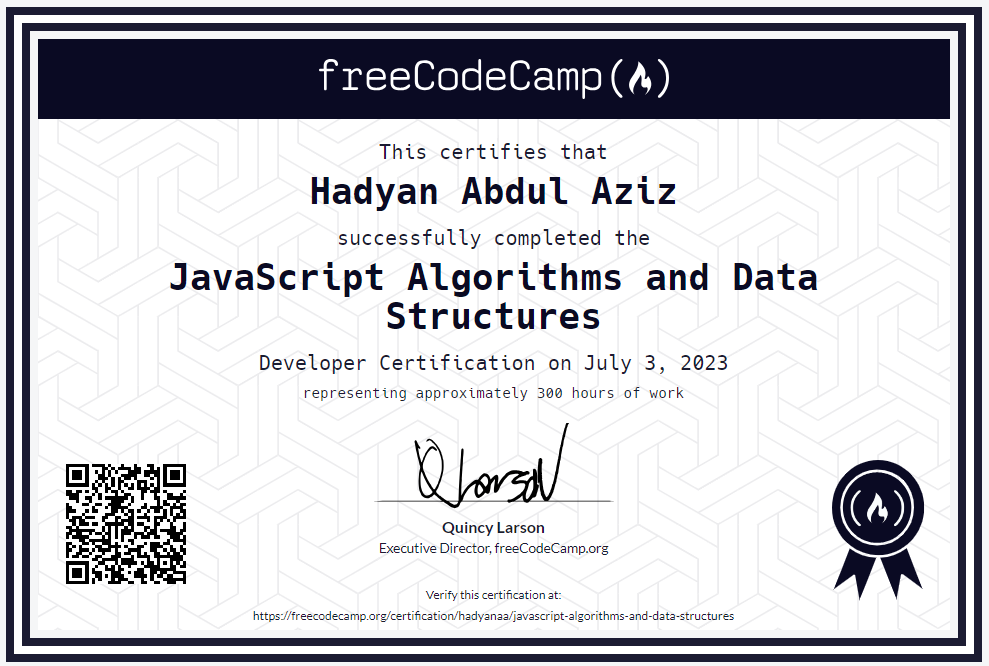 freeCodeCamp
This certifies that
Hadyan Abdul Aziz
successfully completed the
JavaScript Algorithms and Data
Structures
Developer Certification on July 3, 2023
representing approximately 300 hours of work
Quincy Larson
Executive Director, freeCodeCamp.org
Verify this certification at:
https://freecodecamp.org/certification/hadyanaa/javascript-algorithms-and-data-structures